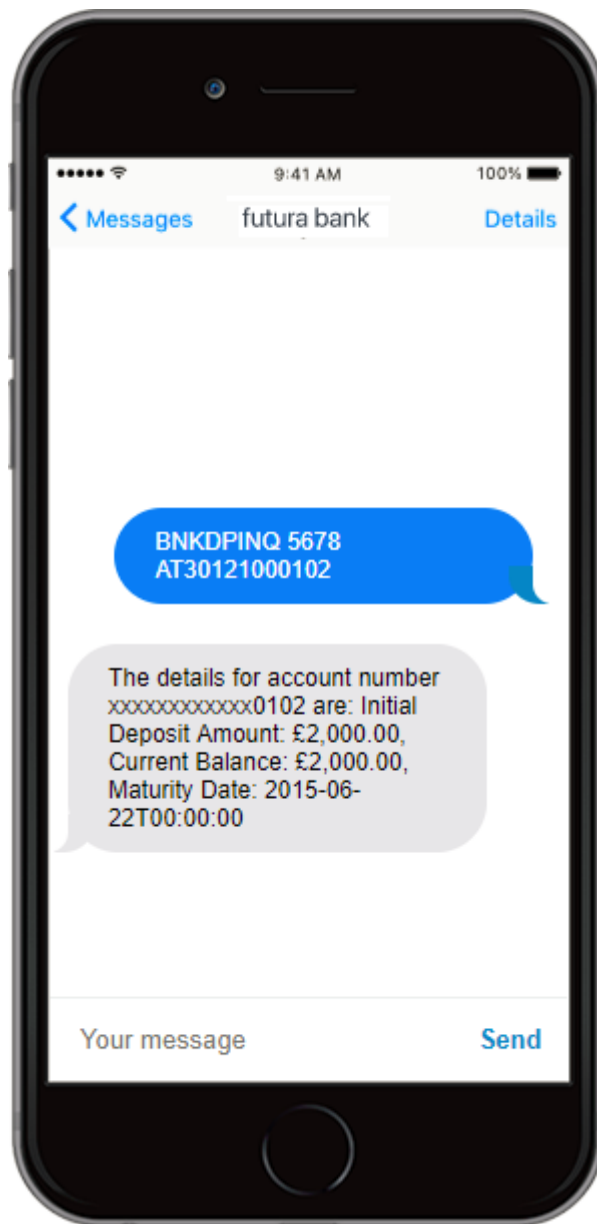 9:41 AM
100%
Messages
futura bank
Details
BNKDPINQ 5678
AT30121000102
The details for account number
xxxxxxxxxxxx0102 are: Initial
Deposit Amount: £2,000.00,
Current Balance: £2,000.00,
Maturity Date: 2015-06-
22T00:00:00
Your message
Send